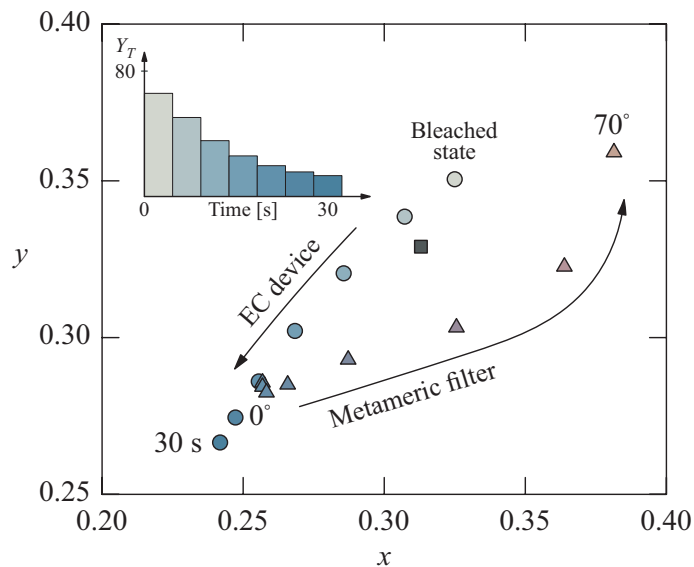 0.40
0.35
0.30
0.25
y
0.20
0.25
0.30
0.35
0.40
x
Y_T
80
0
Time [s]
30
Bleached
state
70°
EC device
Metameric filter
0°
30 s